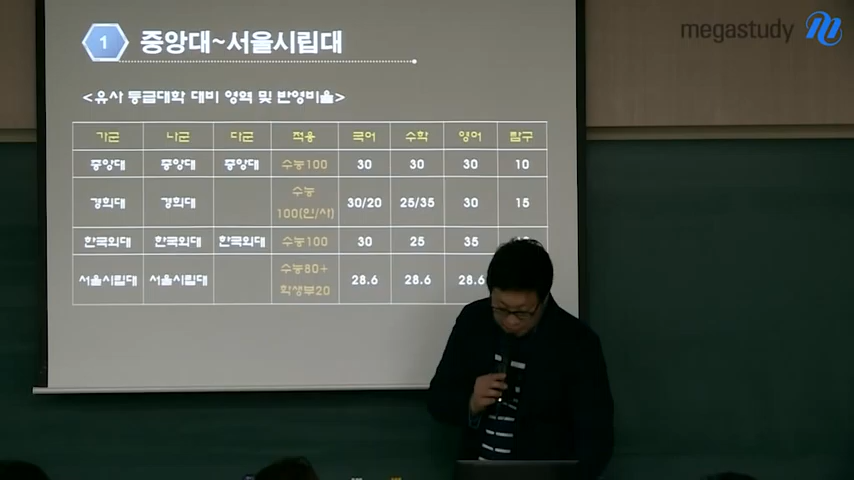 megastudy
1 중앙대~서울시립대
<유사 등급대학 대비 영역 및 반영비율>
가군 나군 다군 적용 국어 수학 영어 탐구
중앙대 중앙대 중앙대 수능100 30 30 30 10
경희대 경희대 수능 100(인/사) 30/20 25/35 30 15
한국외대 한국외대 한국외대 수능100 30 25 35
서울시립대 서울시립대 수능80+ 학생부20 28.6 28.6 28.6